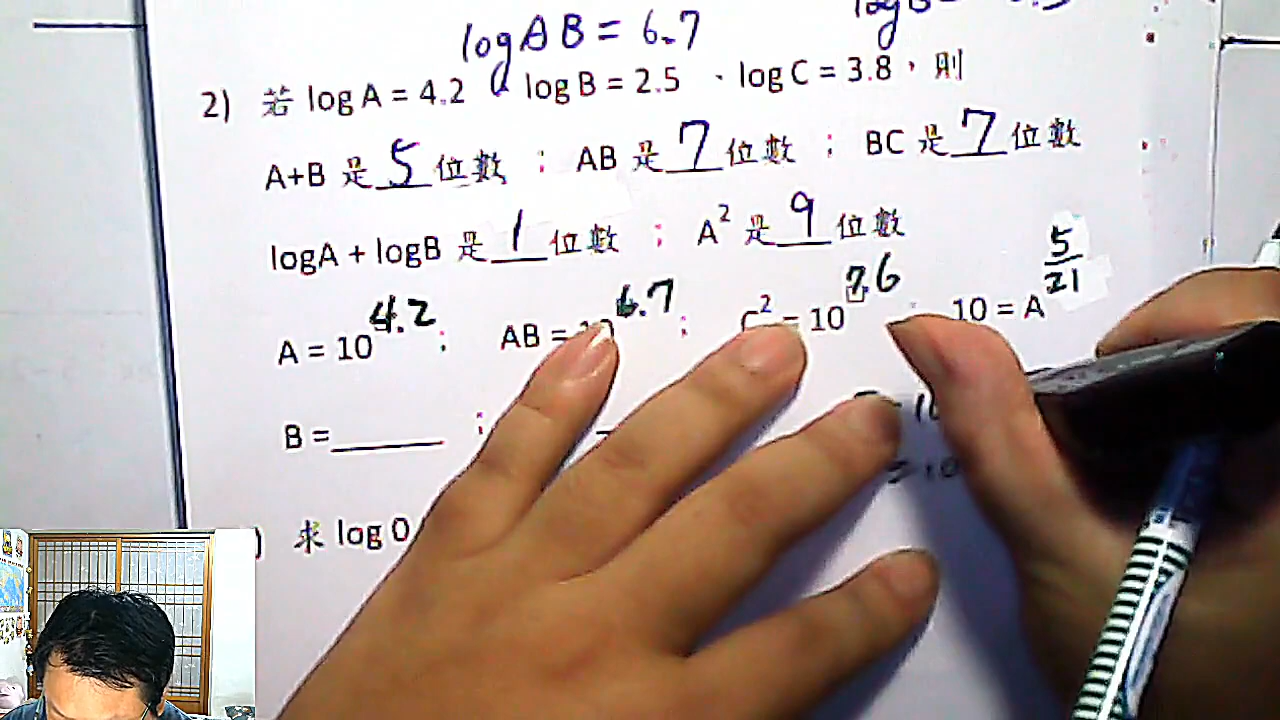 log AB = 6.7
2) 若 log A = 4.2 、 log B = 2.5 、 log C = 3.8，則
A+B 是 5 位數 ； AB 是 7 位數 ； BC 是 7 位數
logA + logB 是 1 位數 ； A² 是 9 位數
A = 10^4.2 ； AB = 10^6.7 ； C² = 10^7.6 10 = A^(5/21)
B = ______ ；
) 求 log 0